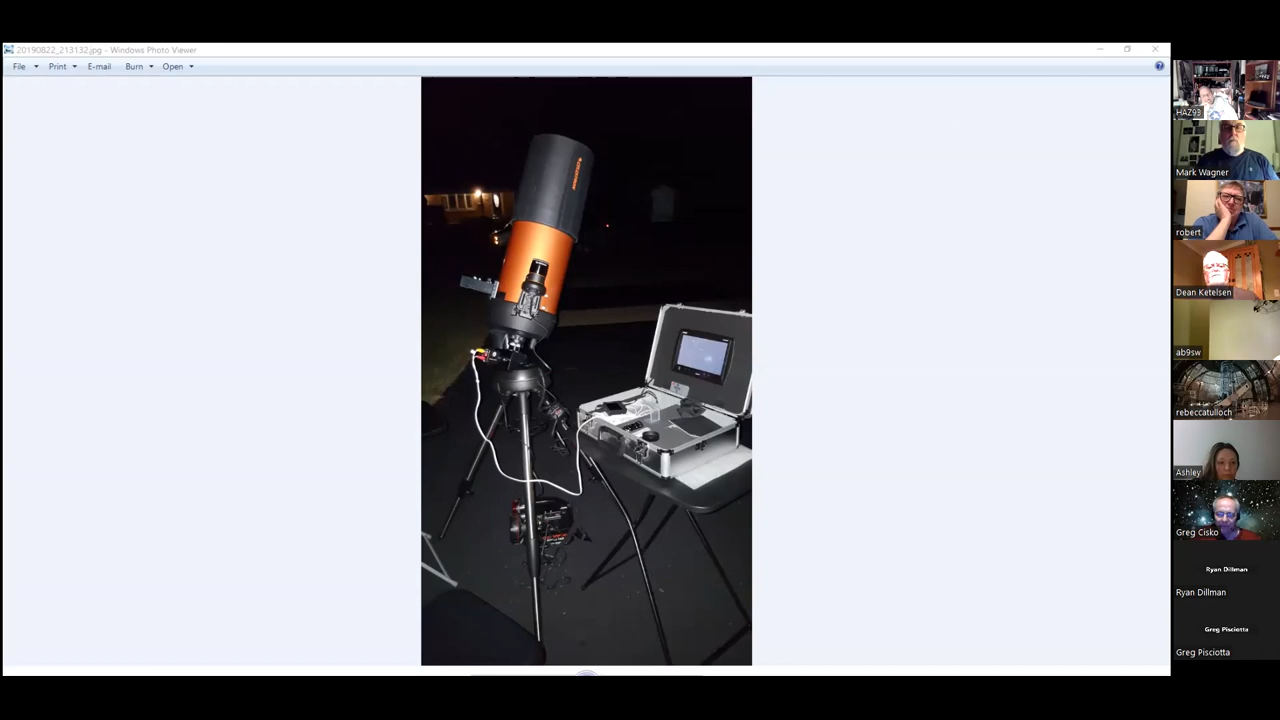 20190822_213132.jpg - Windows Photo Viewer
File Print E-mail Burn Open
CELESTRON
HAZ93
Mark Wagner
robert
Dean Ketelsen
ab9sw
rebeccatulloch
Ashley
Greg Cisko
Ryan Dillman
Ryan Dillman
Greg Pisciotta
Greg Pisciotta